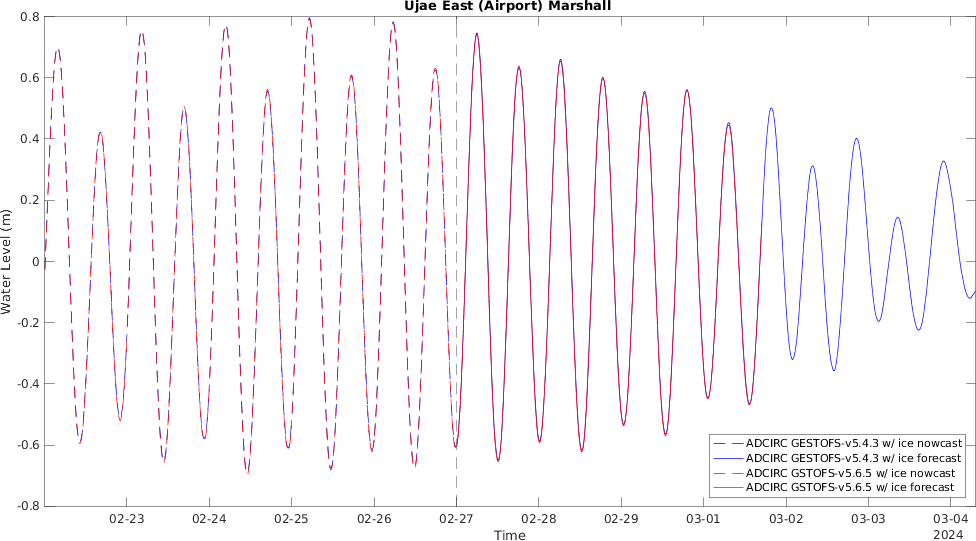 Ujae East (Airport) Marshall
0.8
0.6
0.4
0.2
0
-0.2
-0.4
-0.6
-0.8
Water Level (m)
02-23 02-24 02-25 02-26 02-27 02-28 02-29 03-01 03-02 03-03 03-04
2024
Time
ADCIRC GESTOFS-v5.4.3 w/ ice nowcast
ADCIRC GESTOFS-v5.4.3 w/ ice forecast
ADCIRC GSTOFS-v5.6.5 w/ ice nowcast
ADCIRC GSTOFS-v5.6.5 w/ ice forecast